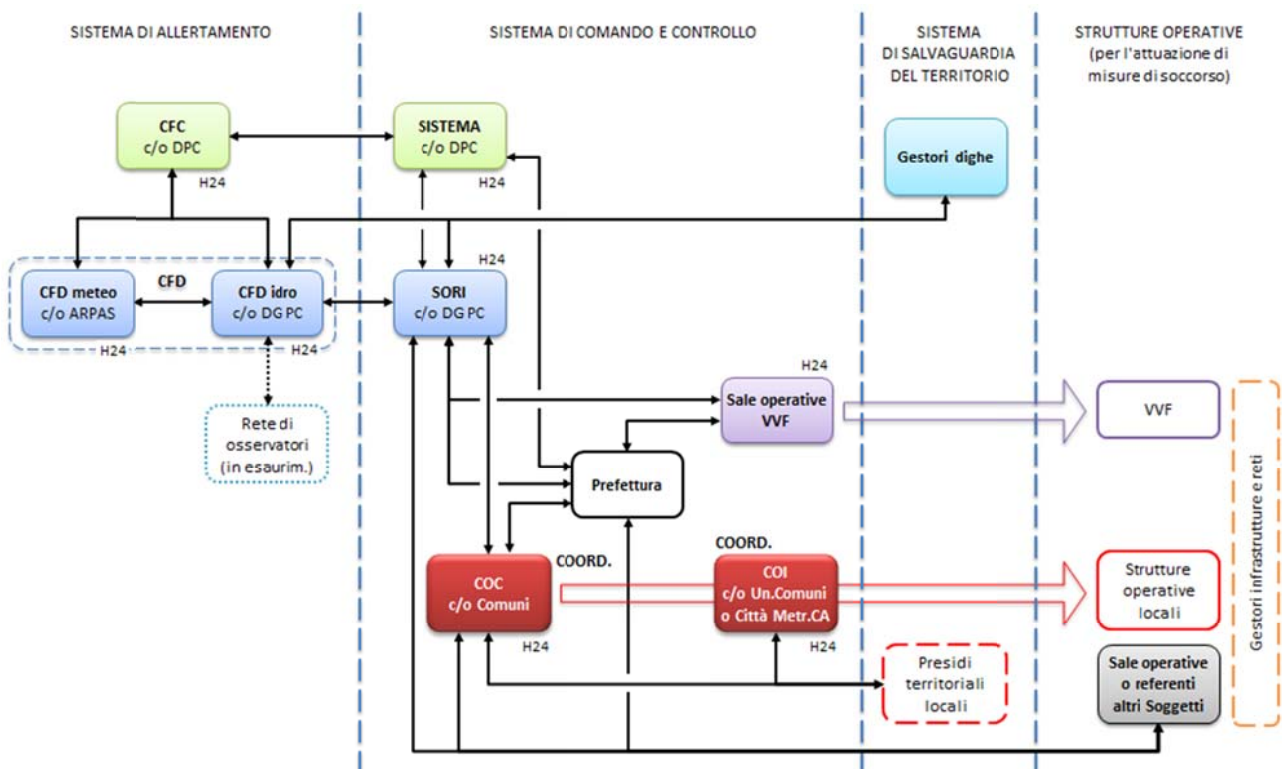 SISTEMA DI ALLERTAMENTO
SISTEMA DI COMANDO E CONTROLLO
SISTEMA
DI SALVAGUARDIA
DEL TERRITORIO
STRUTTURE OPERATIVE
(per l'attuazione di
misure di soccorso)
CFC
c/o DPC
H24
SISTEMA
c/o DPC
H24
Gestori dighe
CFD meteo
c/o ARPAS
H24
CFD
CFD idro
c/o DG PC
H24
H24
SORI
c/o DG PC
Rete di
osservatori
(in esaurim.)
H24
Sale operative
VVF
VVF
Prefettura
COORD.
COC
c/o Comuni
H24
COORD.
COI
c/o Un.Comuni
o Città Metr.CA
H24
Strutture
operative
locali
Presidi
territoriali
locali
Sale operative
o referenti
altri Soggetti
Gestori infrastrutture e reti